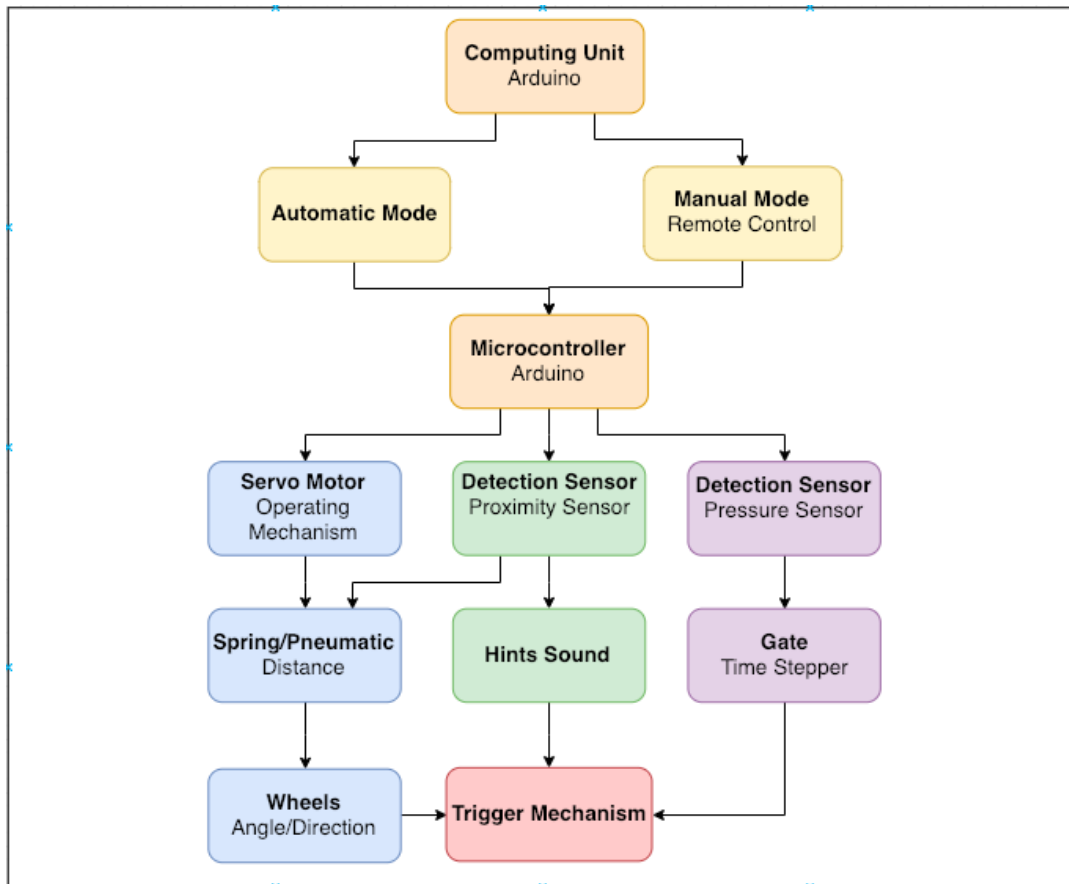 Computing Unit
Arduino
Automatic Mode
Manual Mode
Remote Control
Microcontroller
Arduino
Servo Motor
Operating
Mechanism
Detection Sensor
Proximity Sensor
Detection Sensor
Pressure Sensor
Spring/Pneumatic
Distance
Hints Sound
Gate
Time Stepper
Wheels
Angle/Direction
Trigger Mechanism